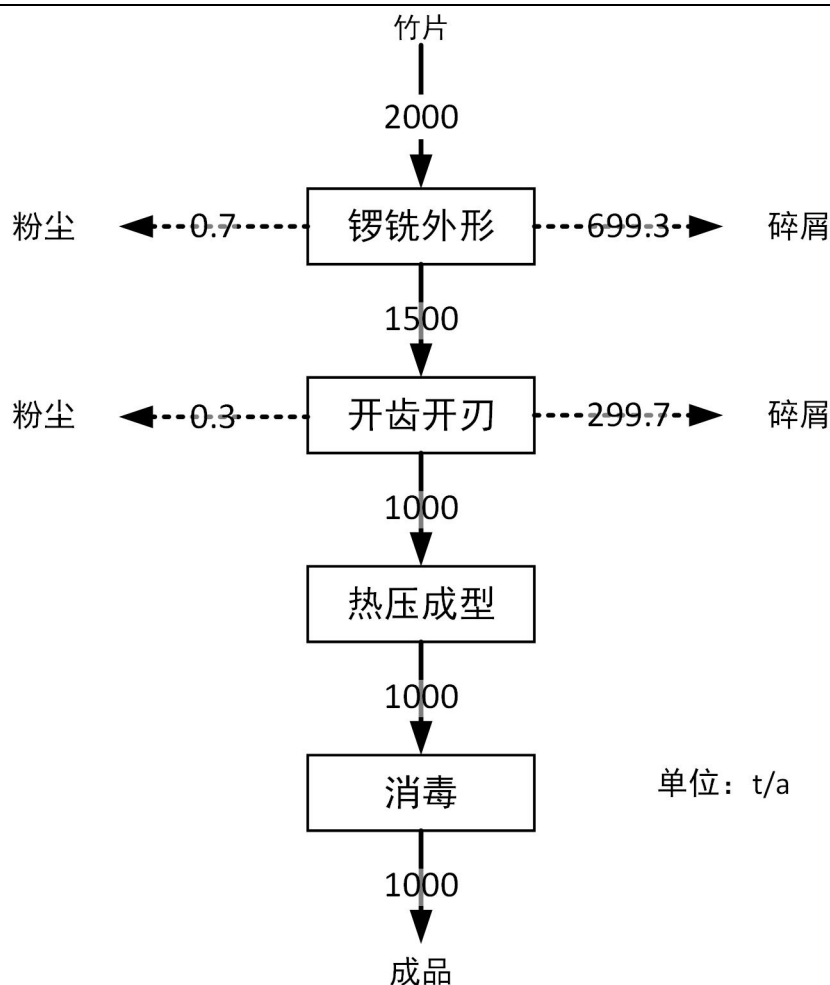 竹片
2000
粉尘 0.7 锣铣外形 699.3 碎屑
1500
粉尘 0.3 开齿开刃 299.7 碎屑
1000
热压成型
1000
消毒
单位：t/a
1000
成品